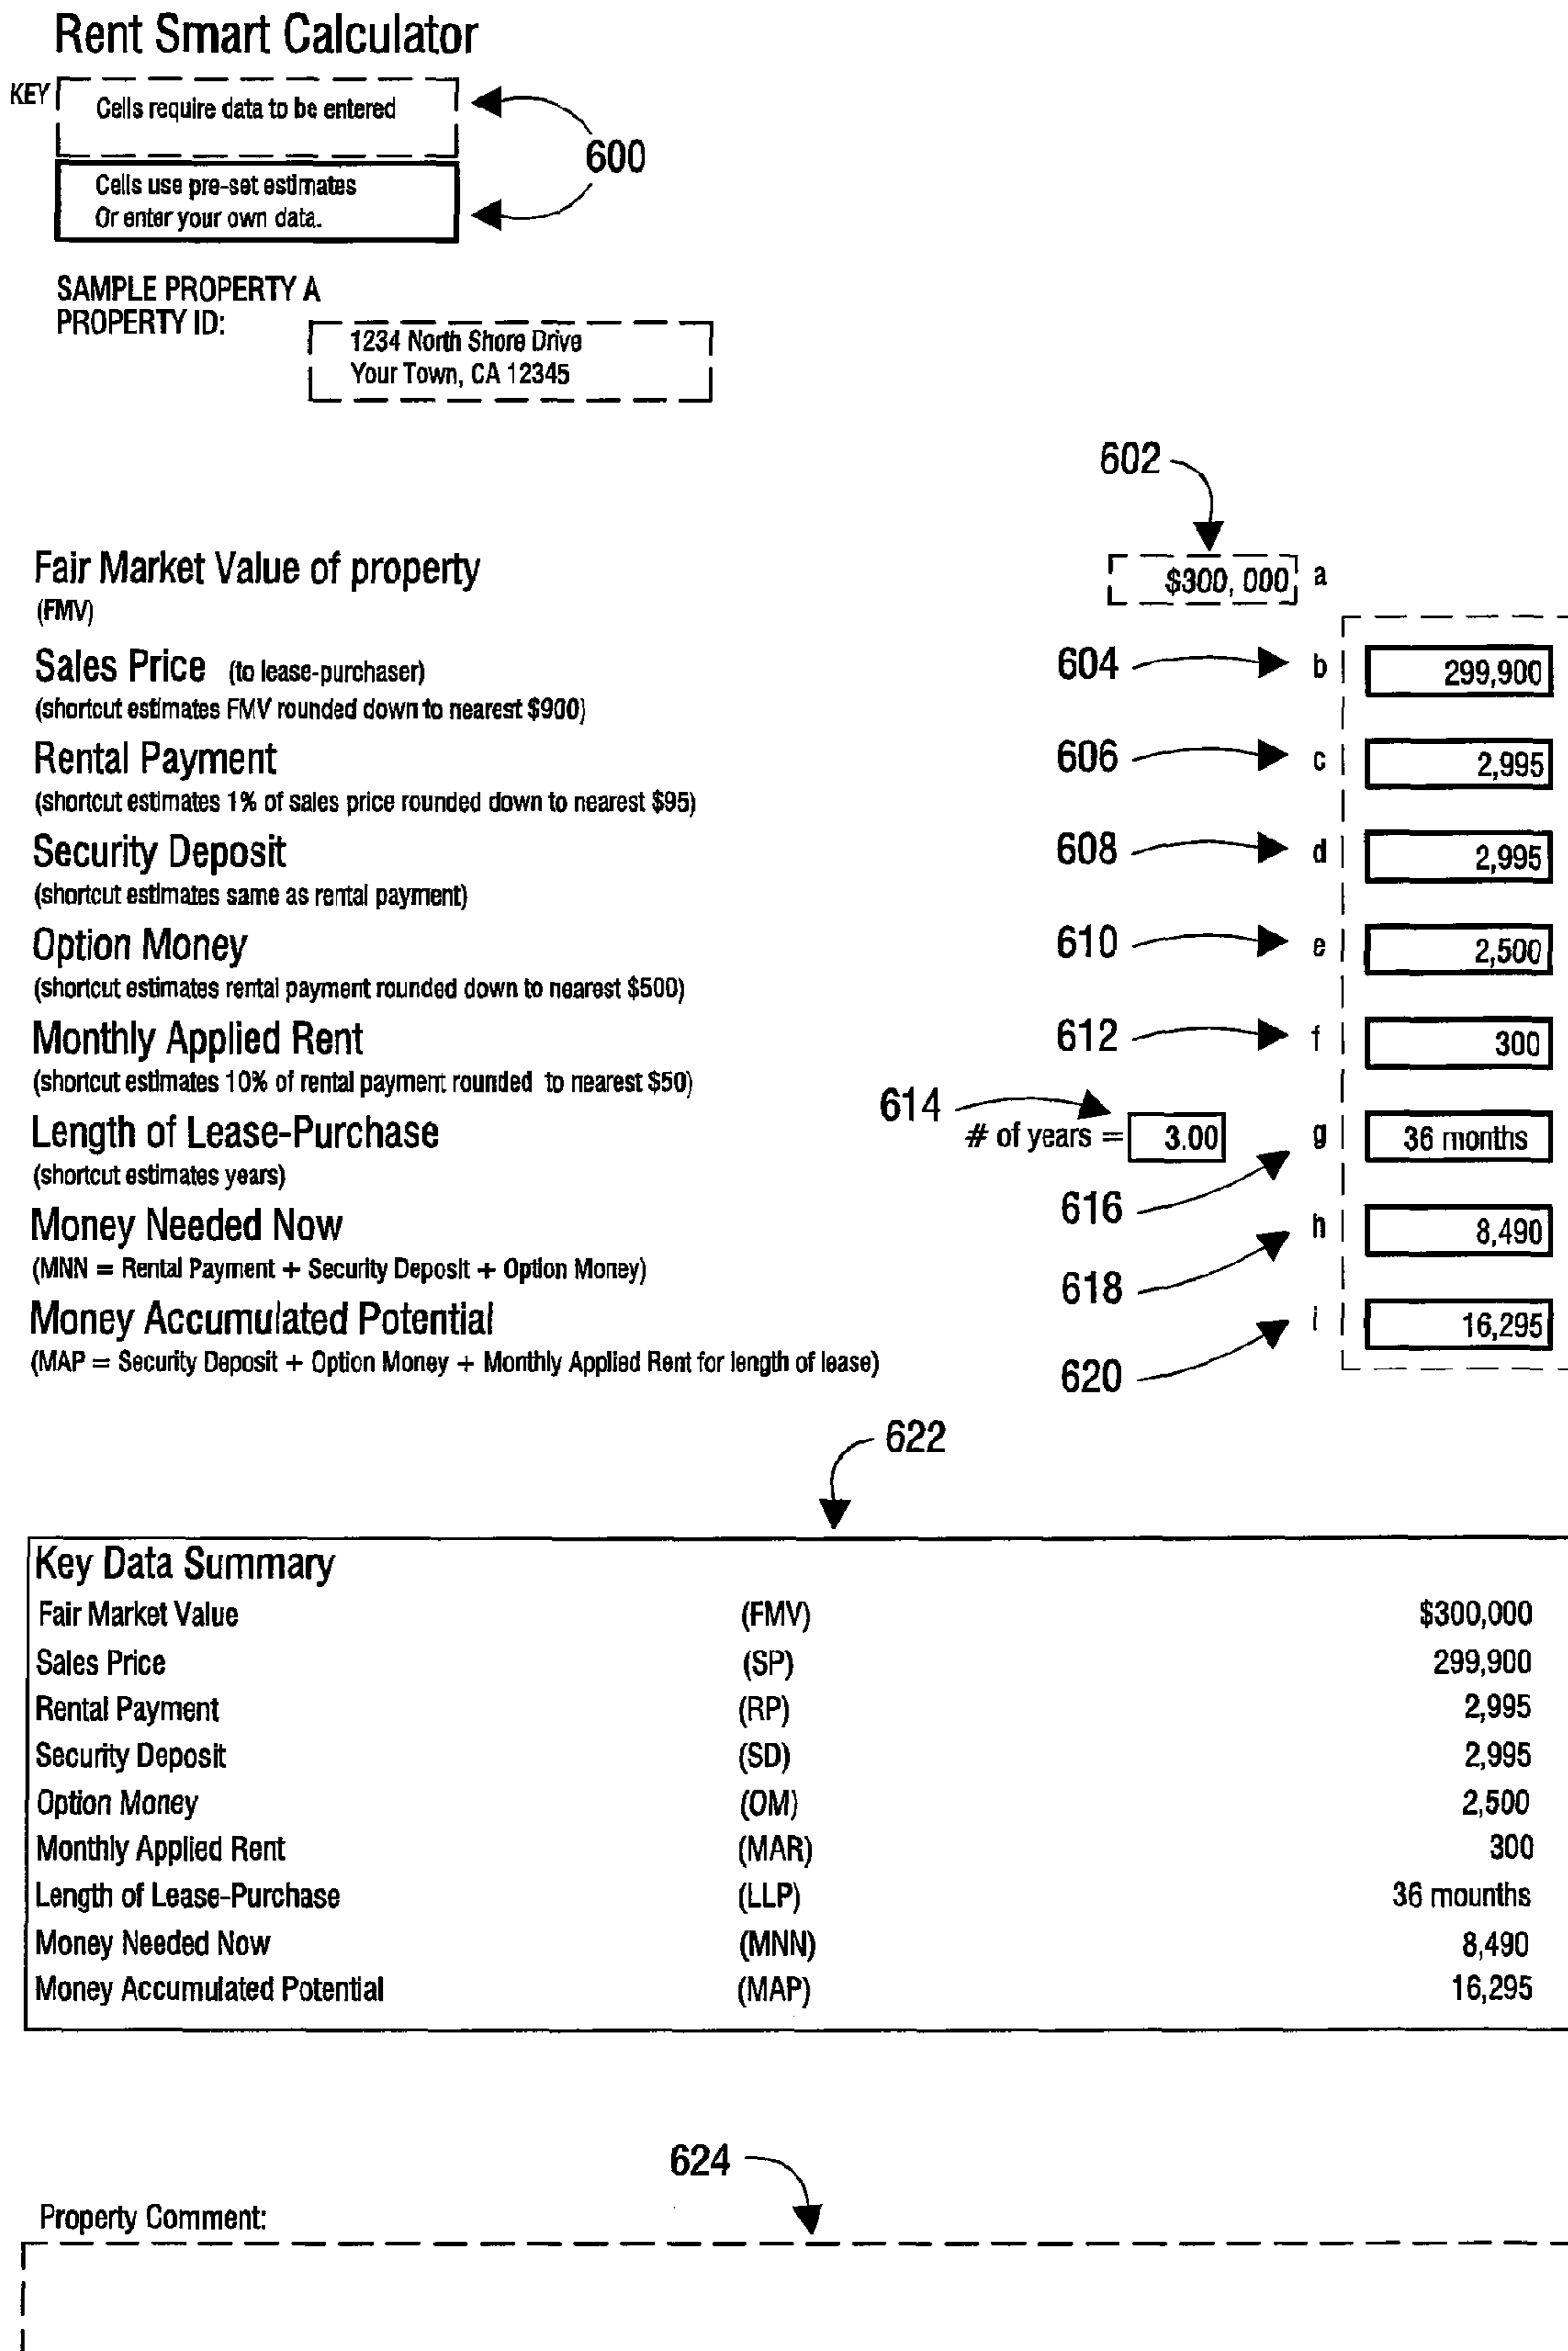 Rent Smart Calculator
KEY
Cells require data to be entered
600
Cells use pre-set estimates
Or enter your own data.
SAMPLE PROPERTY A
PROPERTY ID:
1234 North Shore Drive
Your Town, CA 12345
602
Fair Market Value of property $300, 000 a
(FMV)
Sales Price (to lease-purchaser) 604 b 299,900
(shortcut estimates FMV rounded down to nearest $900)
Rental Payment 606 c 2,995
(shortcut estimates 1% of sales price rounded down to nearest $95)
Security Deposit 608 d 2,995
(shortcut estimates same as rental payment)
Option Money 610 e 2,500
(shortcut estimates rental payment rounded down to nearest $500)
Monthly Applied Rent 612 f 300
(shortcut estimates 10% of rental payment rounded to nearest $50)
614
Length of Lease-Purchase # of years = 3.00 g 36 months
(shortcut estimates years)
616
Money Needed Now h 8,490
(MNN = Rental Payment + Security Deposit + Option Money)
618
Money Accumulated Potential i 16,295
(MAP = Security Deposit + Option Money + Monthly Applied Rent for length of lease)
620
622
Key Data Summary
Fair Market Value (FMV) $300,000
Sales Price (SP) 299,900
Rental Payment (RP) 2,995
Security Deposit (SD) 2,995
Option Money (OM) 2,500
Monthly Applied Rent (MAR) 300
Length of Lease-Purchase (LLP) 36 mounths
Money Needed Now (MNN) 8,490
Money Accumulated Potential (MAP) 16,295
624
Property Comment: